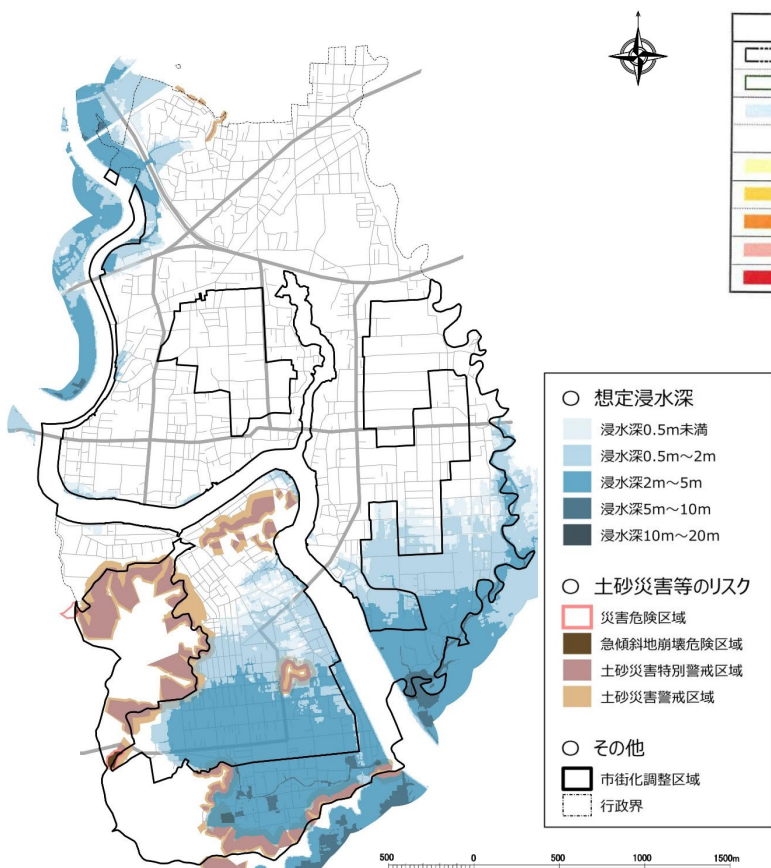 ○ 想定浸水深
浸水深0.5m未満
浸水深0.5m～2m
浸水深2m～5m
浸水深5m～10m
浸水深10m～20m
○ 土砂災害等のリスク
災害危険区域
急傾斜地崩壊危険区域
土砂災害特別警戒区域
土砂災害警戒区域
○ その他
市街化調整区域
行政界
500 0 500 1000 1500m